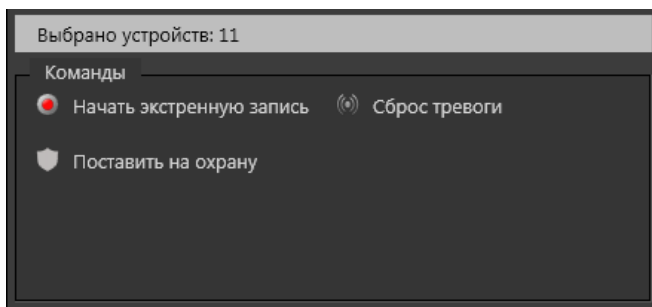 Выбрано устройств: 11
Команды
Начать экстренную запись Сброс тревоги
Поставить на охрану